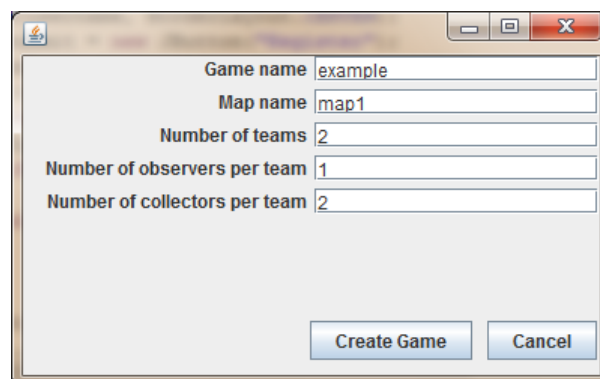 Game name example
Map name map1
Number of teams 2
Number of observers per team 1
Number of collectors per team 2
Create Game Cancel